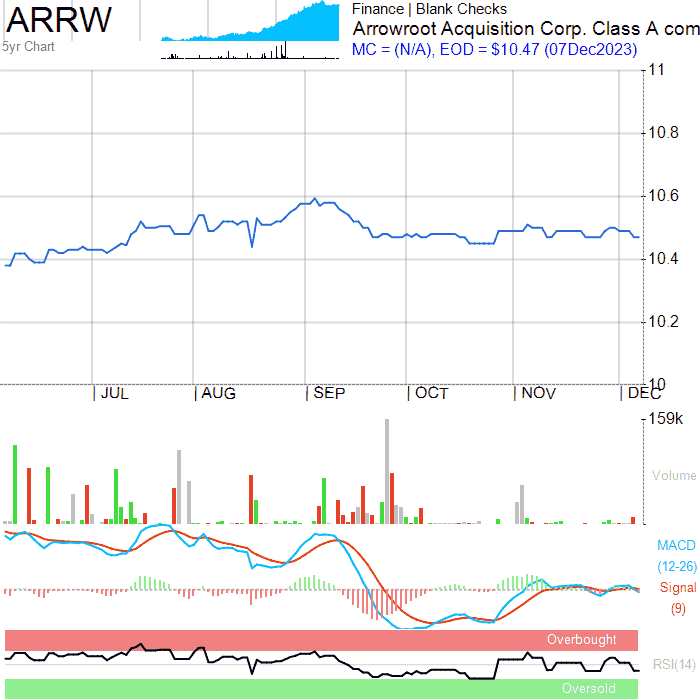 ARRW
5yr Chart
Finance | Blank Checks
Arrowroot Acquisition Corp. Class A com
MC = (N/A), EOD = $10.47 (07Dec2023)
11
10.8
10.6
10.4
10.2
10
JUL AUG SEP OCT NOV DEC
159k
Volume
MACD
(12-26)
Signal
(9)
Overbought
RSI(14)
Oversold